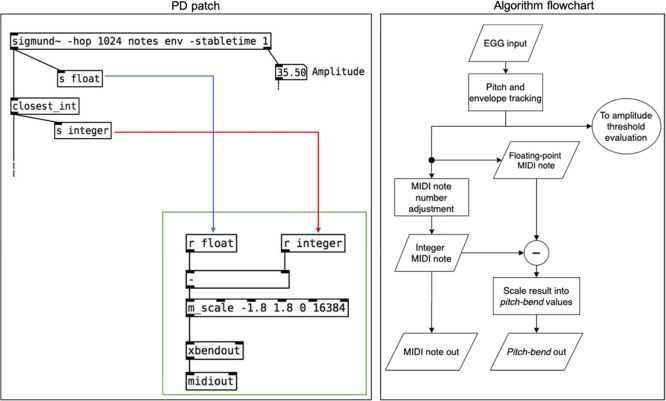 PD patch
sigmund~ -hop 1024 notes env -stabletime 1
35.50 Amplitude
s float
closest_int
s integer
r float
r integer
-
m_scale -1.8 1.8 0 16384
xbendout
midiout
Algorithm flowchart
EGG input
Pitch and
envelope tracking
To amplitude
threshold
evaluation
Floating-point
MIDI note
MIDI note
number
adjustment
Integer
MIDI note
−
Scale result into
pitch-bend values
MIDI note out
Pitch-bend out